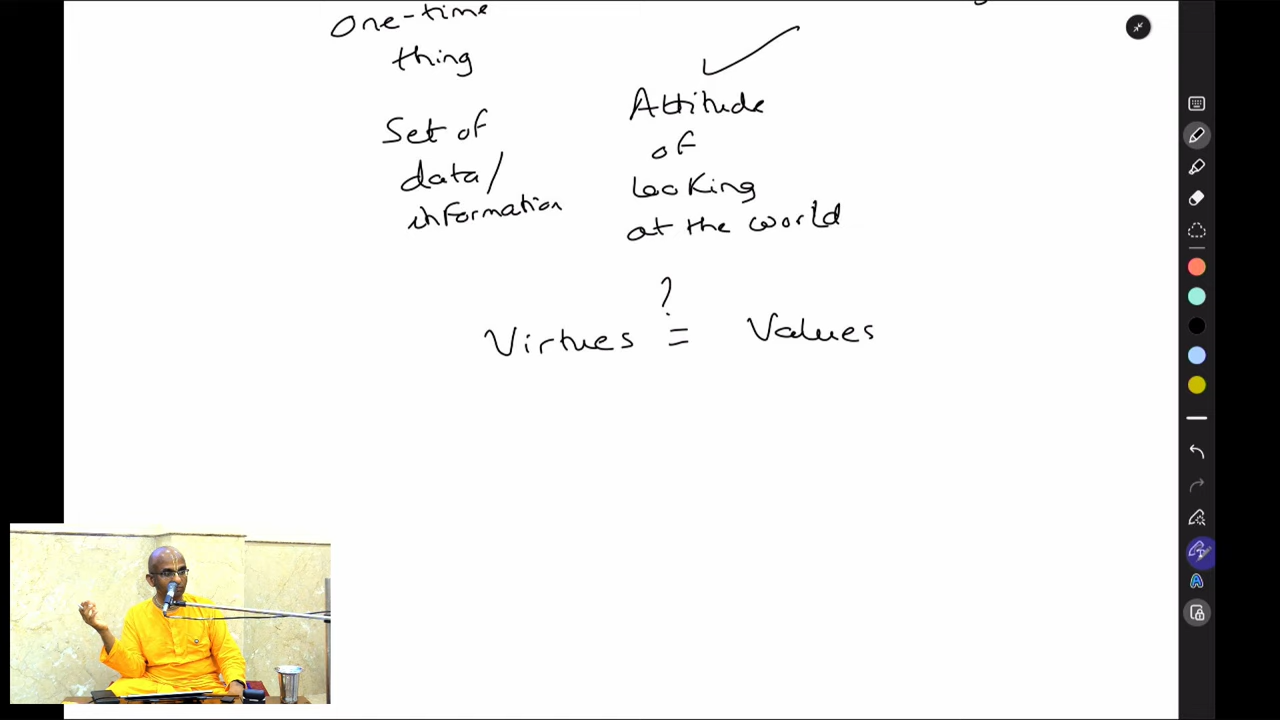 One-time
thing
Set of
data/
information
Attitude
of
looking
at the world
?
Virtues = Values